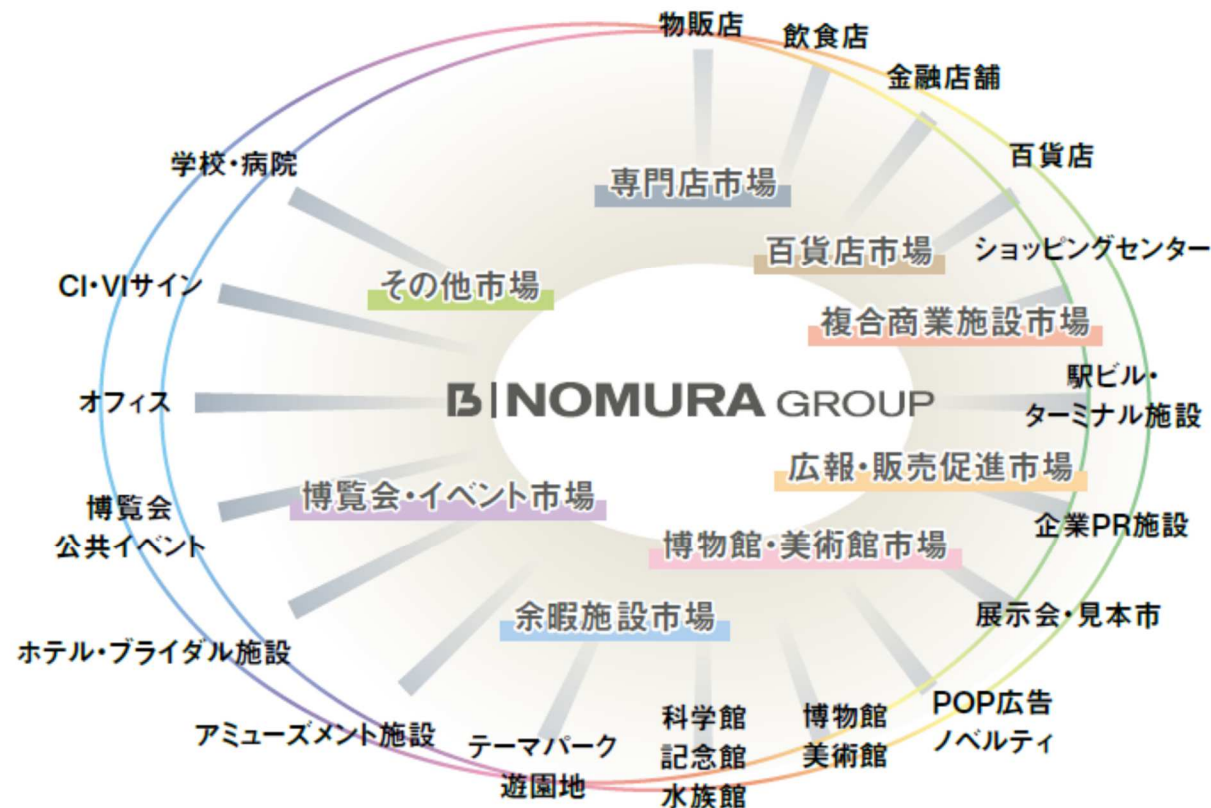 物販店
飲食店
金融店舗
百貨店
学校・病院
専門店市場
百貨店市場
ショッピングセンター
CI・VIサイン
その他市場
複合商業施設市場
駅ビル・
ターミナル施設
オフィス
NOMURA GROUP
広報・販売促進市場
博覧会・イベント市場
博覧会
公共イベント
企業PR施設
博物館・美術館市場
余暇施設市場
展示会・見本市
ホテル・ブライダル施設
アミューズメント施設
テーマパーク
遊園地
科学館
記念館
水族館
博物館
美術館
POP広告
ノベルティ